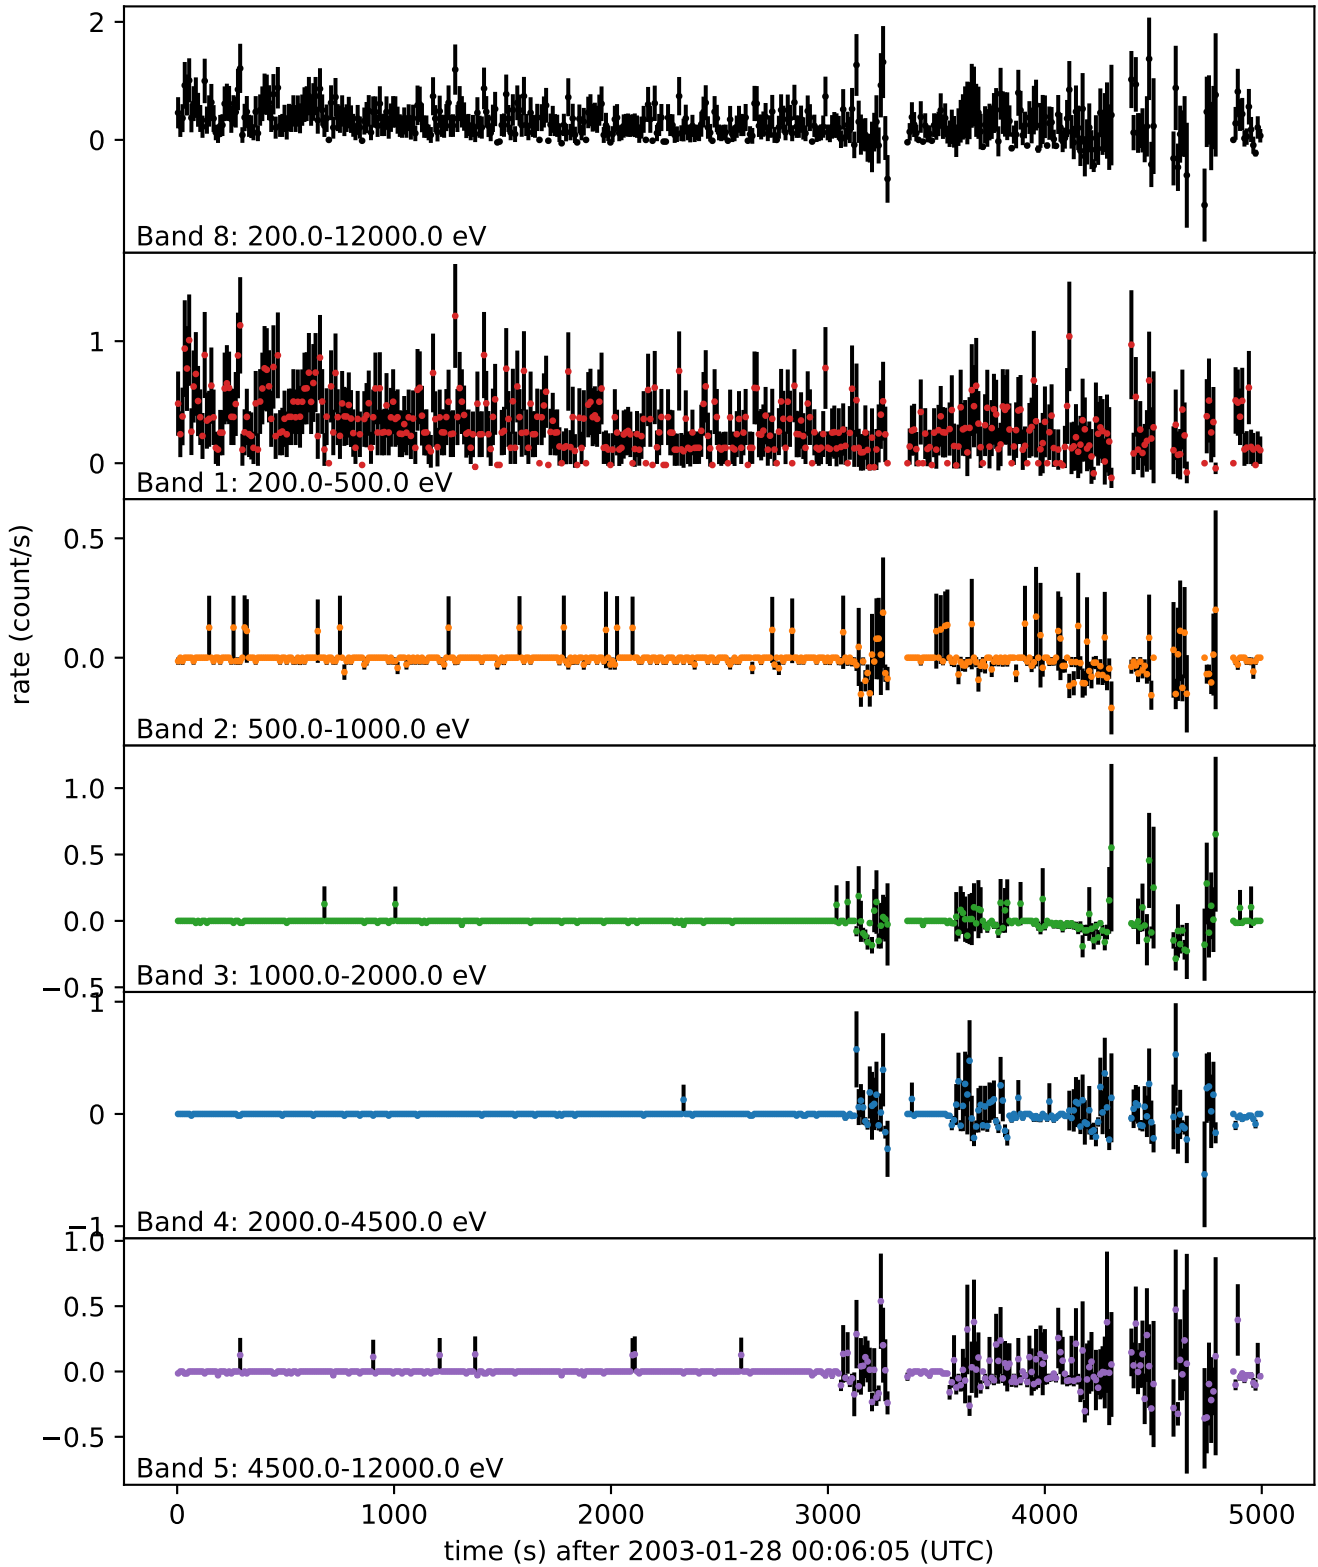 2
0
Band 8: 200.0-12000.0 eV
1
0
Band 1: 200.0-500.0 eV
0.5
0.0
Band 2: 500.0-1000.0 eV
rate (count/s)
1.0
0.5
0.0
−0.5
Band 3: 1000.0-2000.0 eV
1
0
−1
Band 4: 2000.0-4500.0 eV
1.0
0.5
0.0
−0.5
Band 5: 4500.0-12000.0 eV
0 1000 2000 3000 4000 5000
time (s) after 2003-01-28 00:06:05 (UTC)